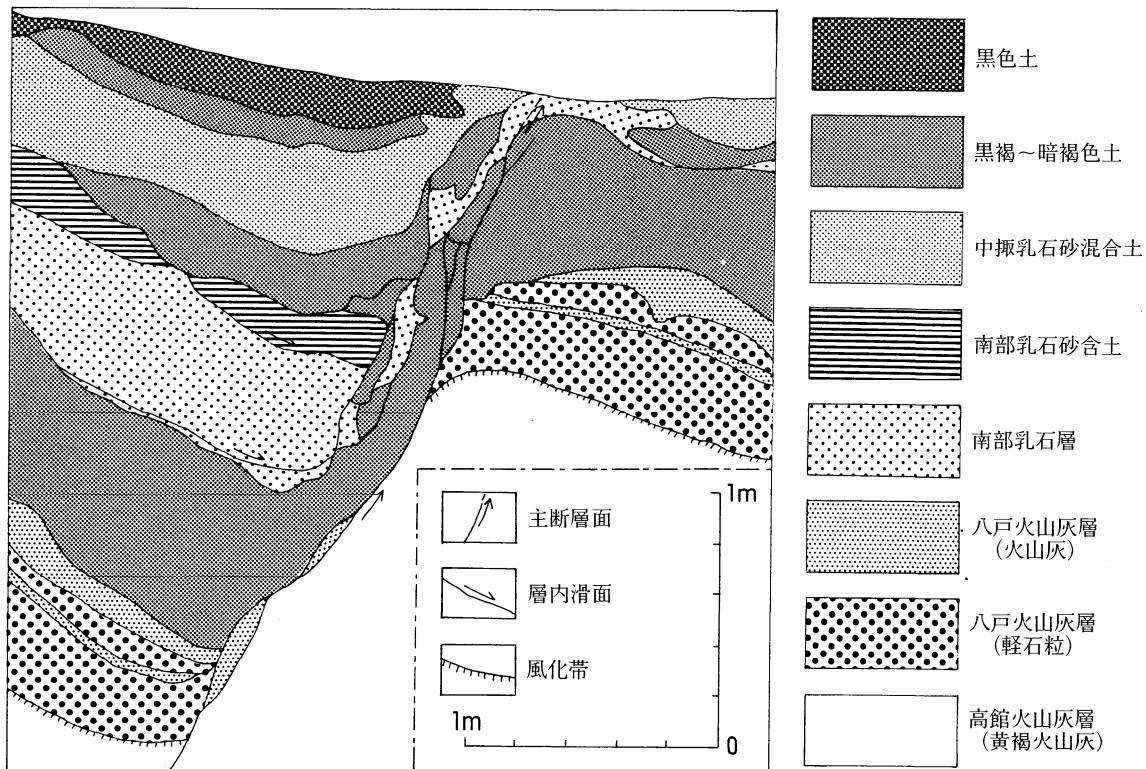 黒色土
黒褐~暗褐色土
中掫乳石砂混合土
南部乳石砂含土
南部乳石層
八戸火山灰層
(火山灰)
八戸火山灰層
(軽石粒)
高館火山灰層
(黄褐火山灰)
主断層面
層内滑面
風化帯
1m
1m
0